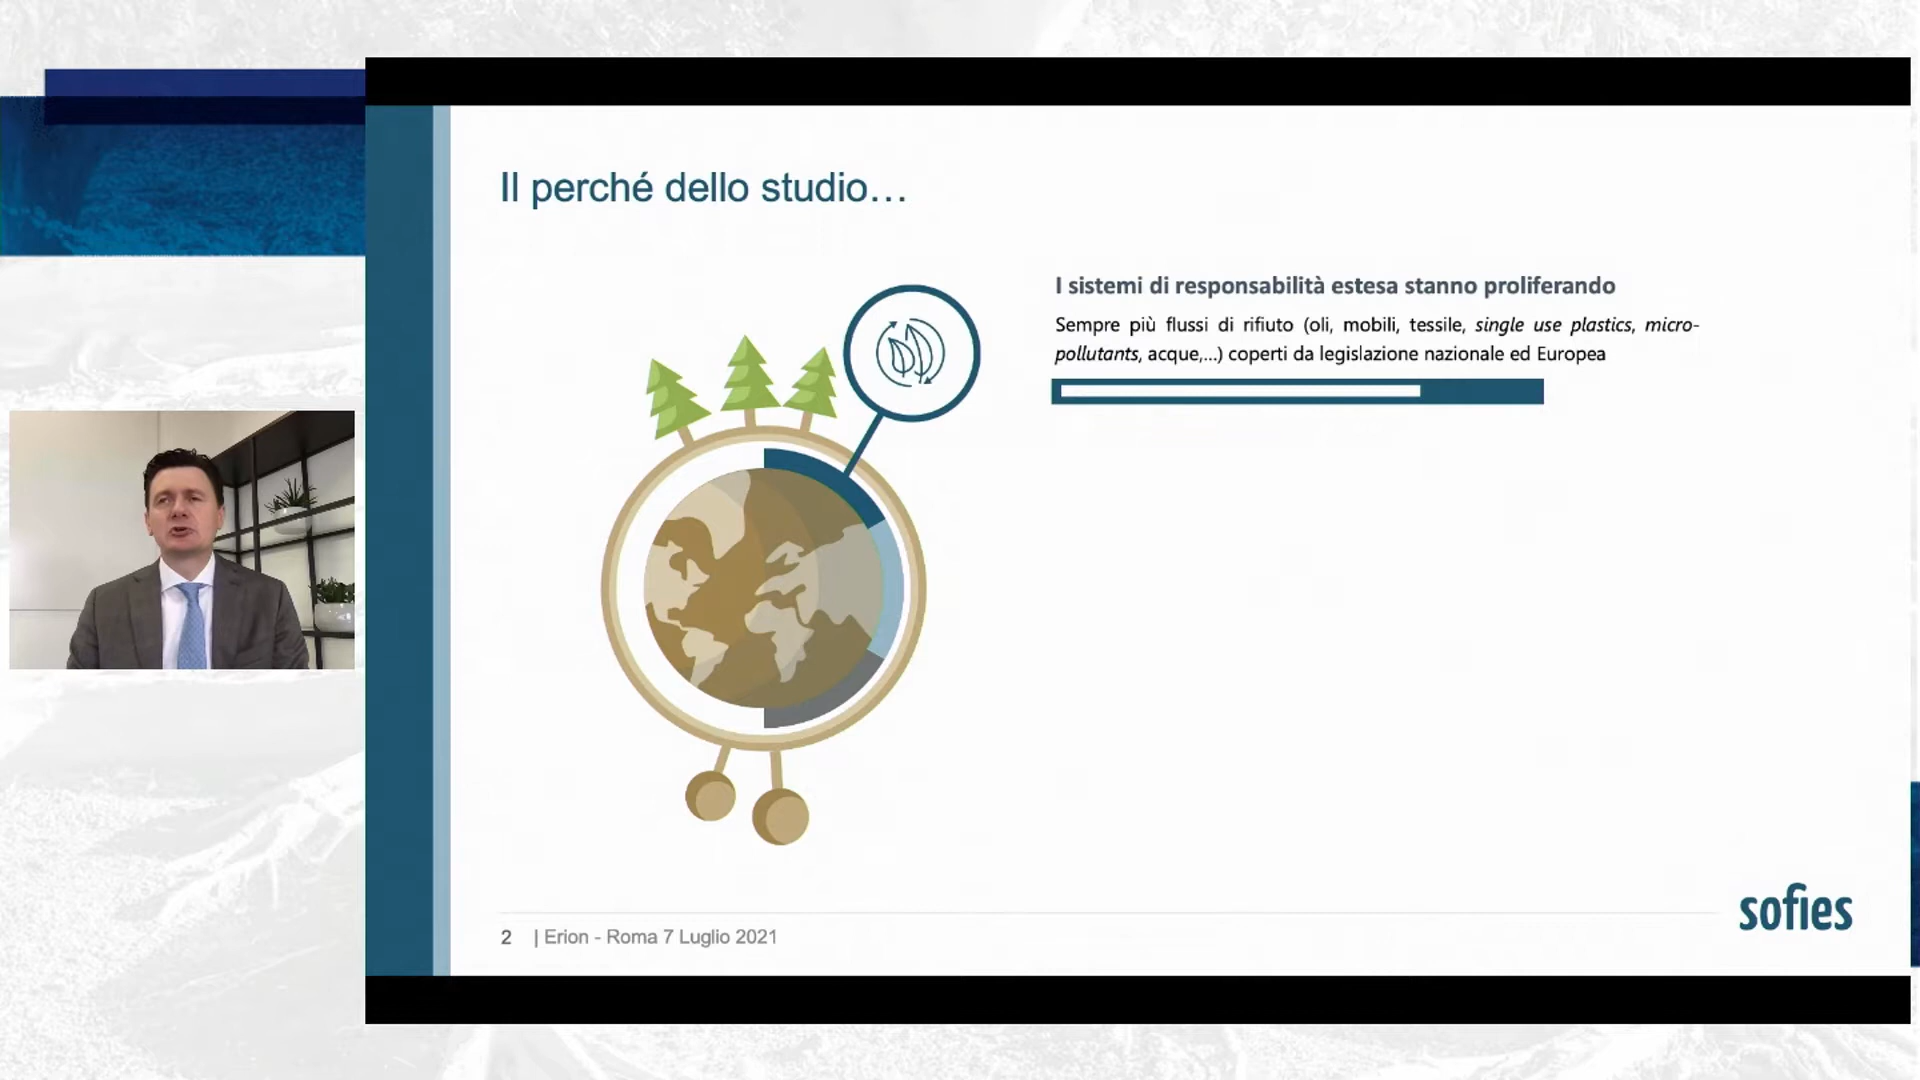 Il perché dello studio…
I sistemi di responsabilità estesa stanno proliferando
Sempre più flussi di rifiuto (oli, mobili, tessile, single use plastics, micro-
pollutants, acque,...) coperti da legislazione nazionale ed Europea
sofies
2 | Erion - Roma 7 Luglio 2021